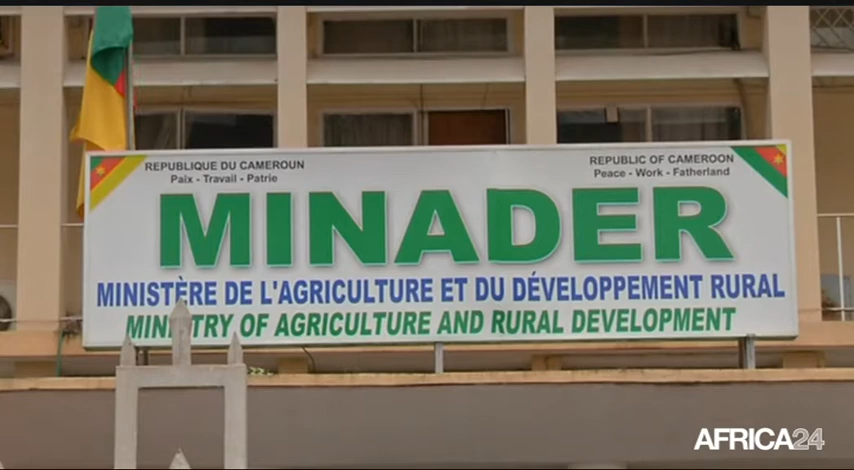 REPUBLIQUE DU CAMEROUN
Paix - Travail - Patrie
REPUBLIC OF CAMEROON
Peace - Work - Fatherland
MINADER
MINISTÈRE DE L'AGRICULTURE ET DU DÉVELOPPEMENT RURAL
MINISTRY OF AGRICULTURE AND RURAL DEVELOPMENT
AFRICA24